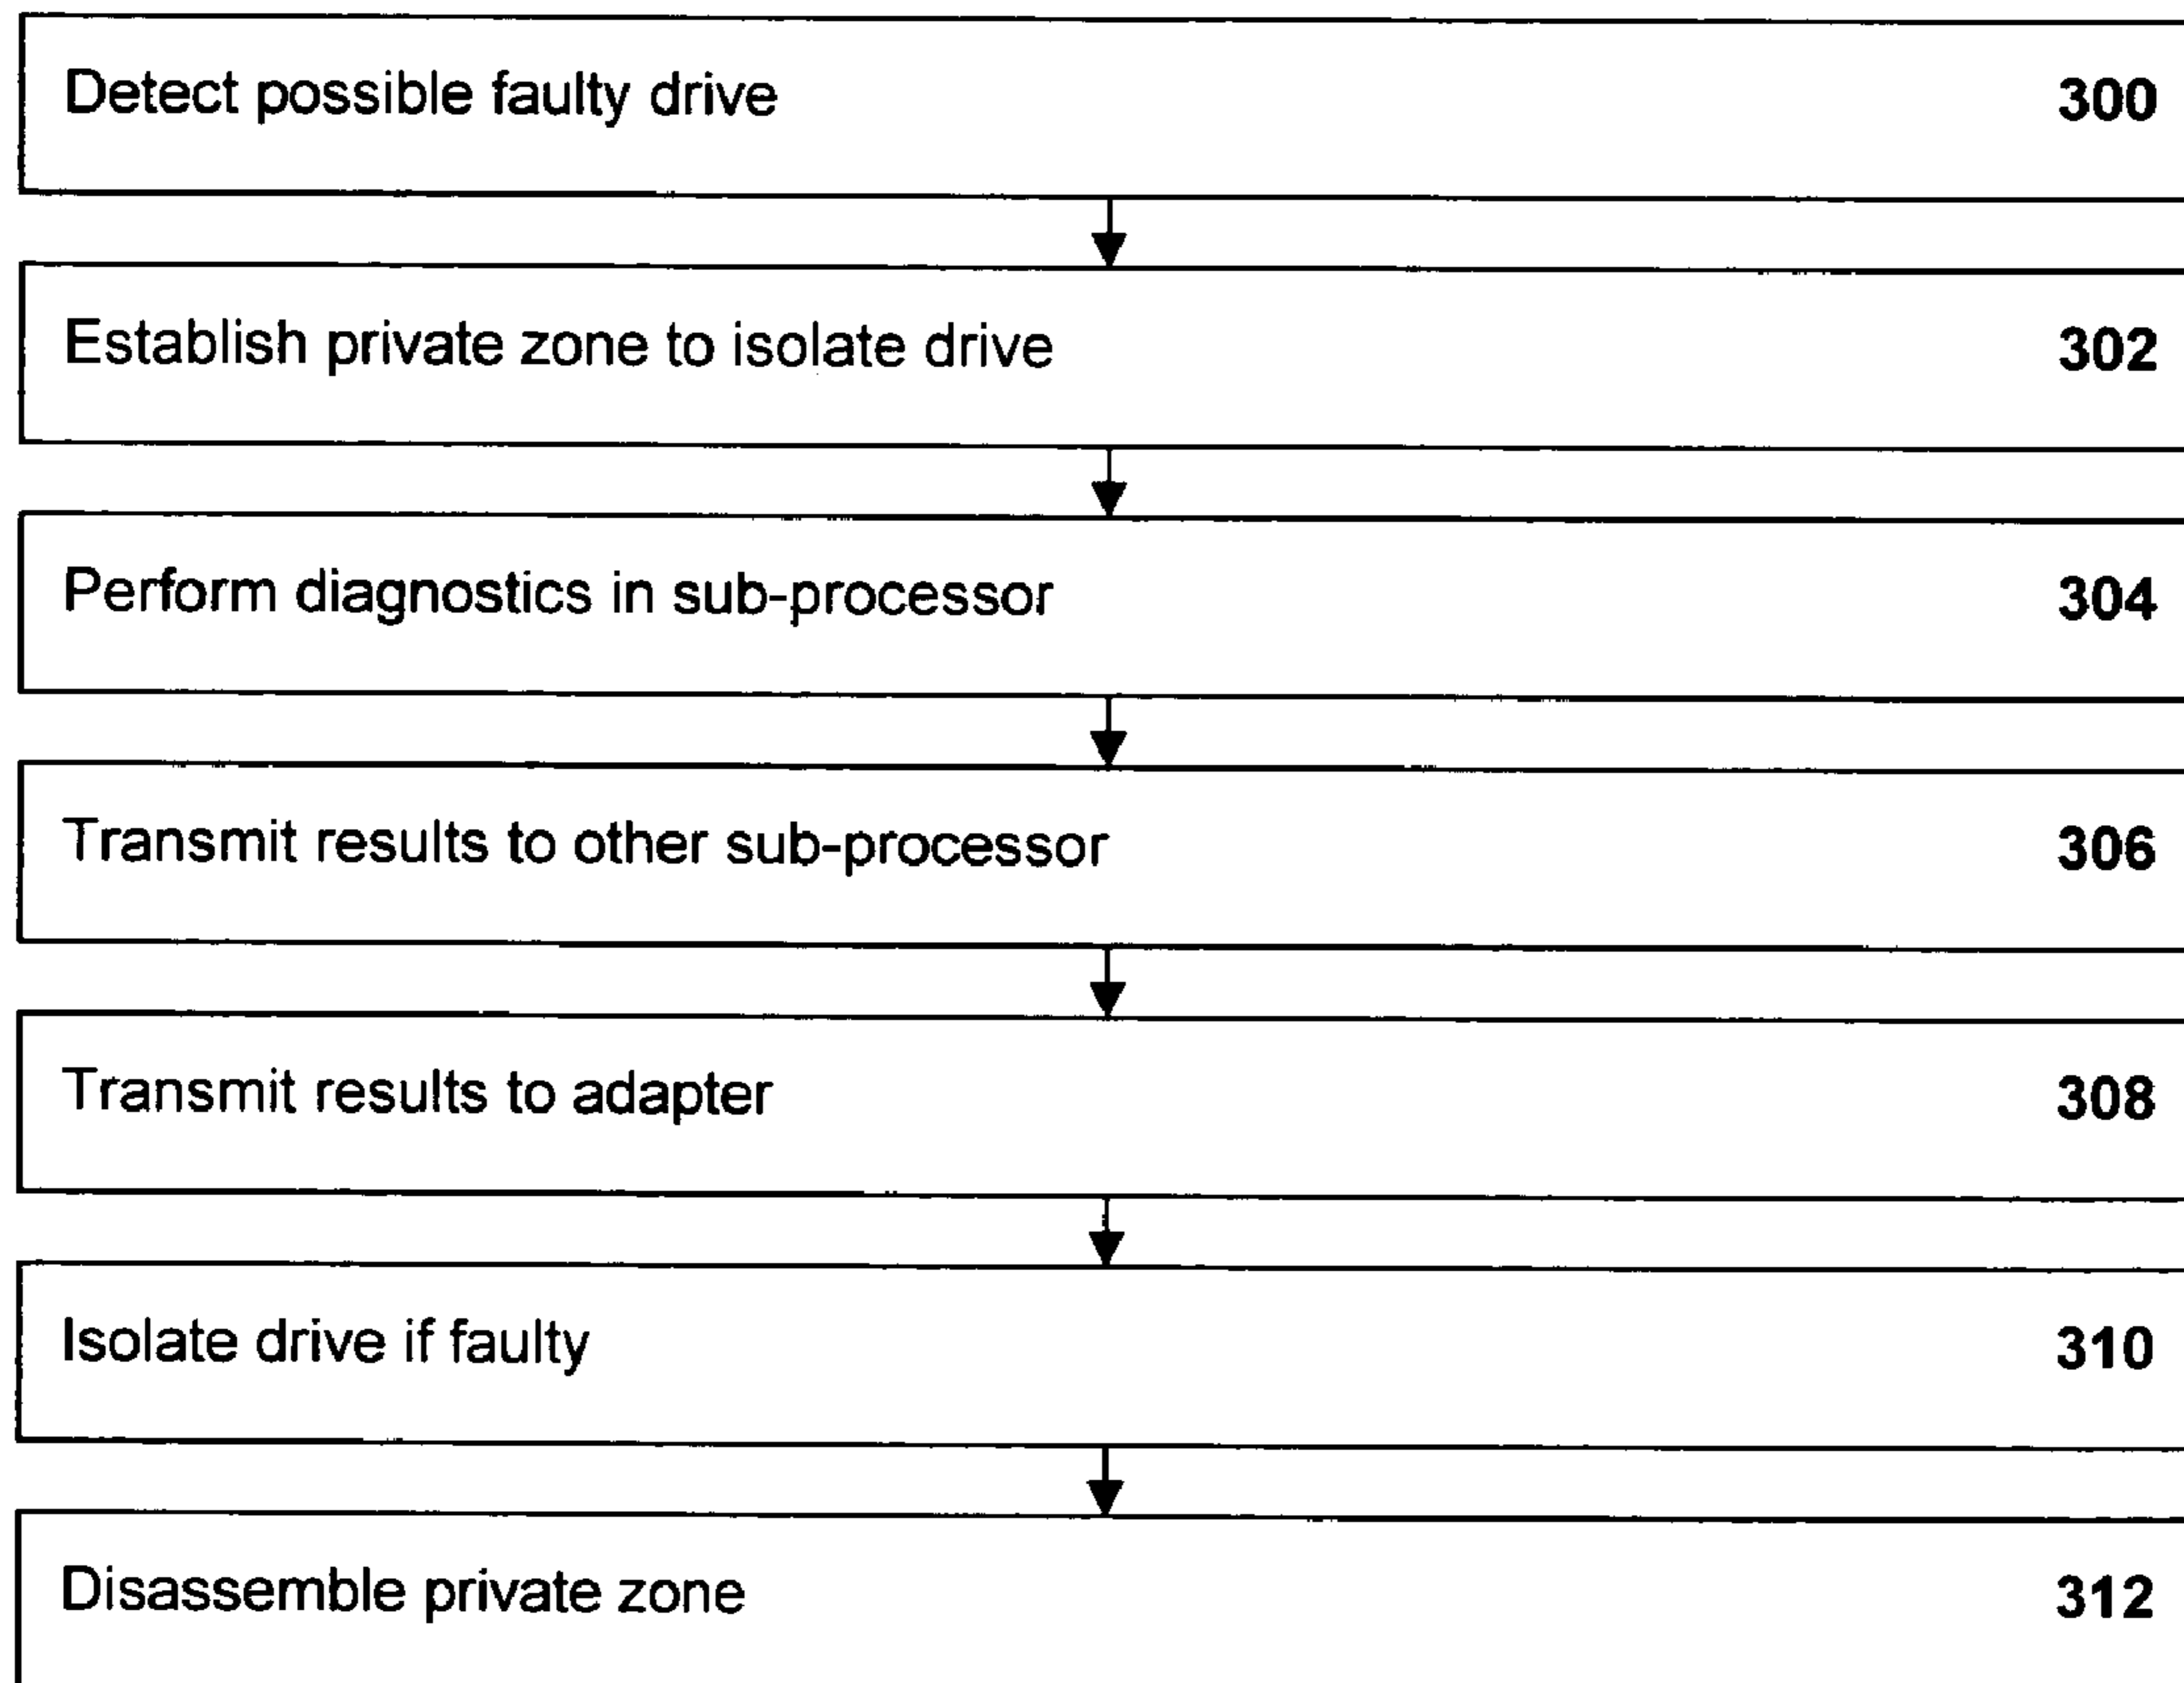 Detect possible faulty drive 300
Establish private zone to isolate drive 302
Perform diagnostics in sub-processor 304
Transmit results to other sub-processor 306
Transmit results to adapter 308
Isolate drive if faulty 310
Disassemble private zone 312